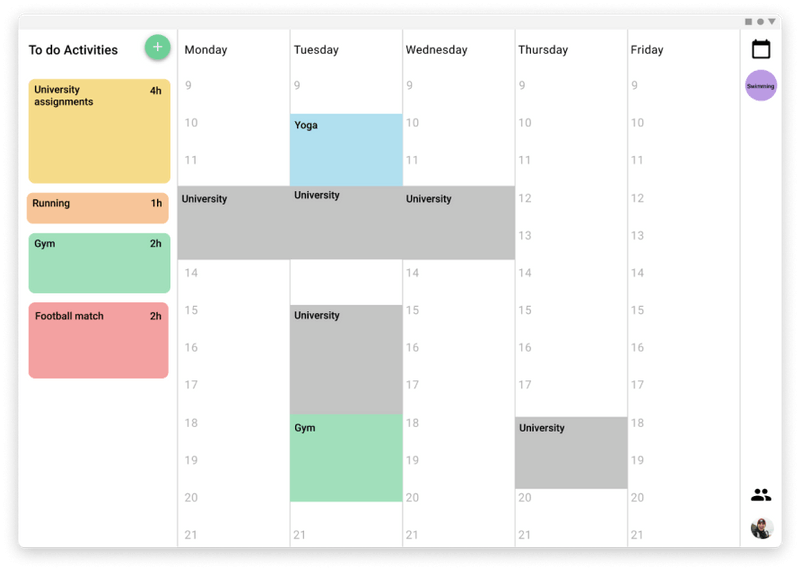 To do Activities
+
Monday
Tuesday
Wednesday
Thursday
Friday
University
assignments
4h
Running
1h
Gym
2h
Football match
2h
9
10
11
University
14
15
16
17
18
19
20
21
9
Yoga
University
University
Gym
21
9
10
11
University
14
15
16
17
18
19
20
21
9
10
11
12
13
14
15
16
17
University
20
21
9
10
11
12
13
14
15
16
17
18
19
20
21
Swimming